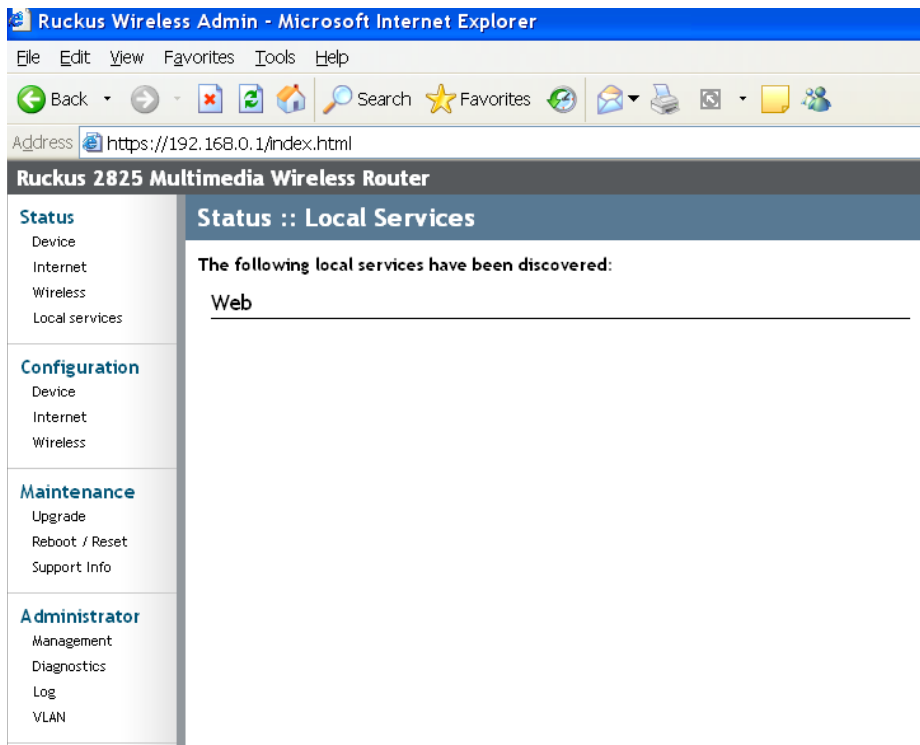 Ruckus Wireless Admin - Microsoft Internet Explorer
File Edit View Favorites Tools Help
Back Search Favorites
Address https://192.168.0.1/index.html
Ruckus 2825 Multimedia Wireless Router
Status
Device
Internet
Wireless
Local services
Configuration
Device
Internet
Wireless
Maintenance
Upgrade
Reboot / Reset
Support Info
Administrator
Management
Diagnostics
Log
VLAN
Status :: Local Services
The following local services have been discovered:
Web